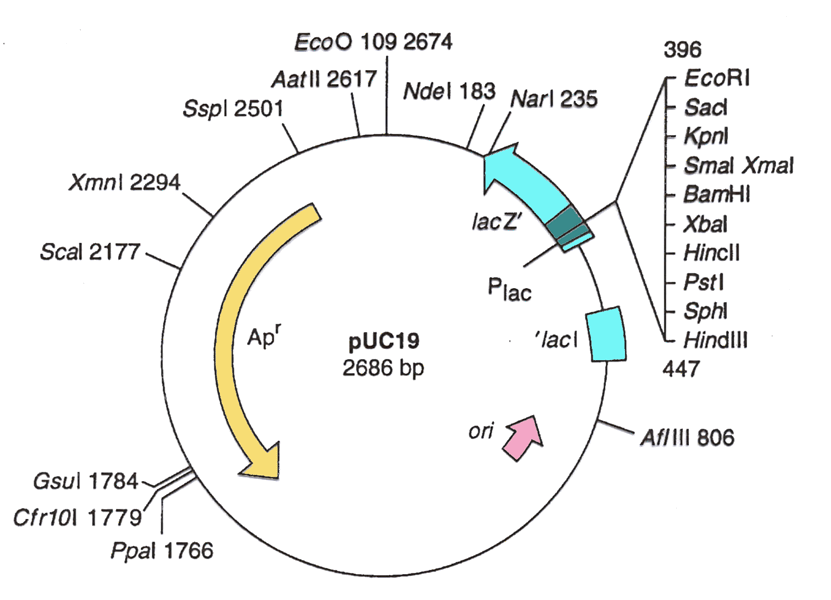 EcoO 109 2674
AatII 2617
NdeI 183
NarI 235
SspI 2501
XmnI 2294
ScaI 2177
396
EcoRI
SacI
KpnI
SmaI XmaI
BamHI
XbaI
HincII
PstI
SphI
HindIII
447
lacZ'
Plac
Apr
pUC19
2686 bp
'lacI
ori
AflIII 806
GsuI 1784
Cfr10I 1779
PpaI 1766